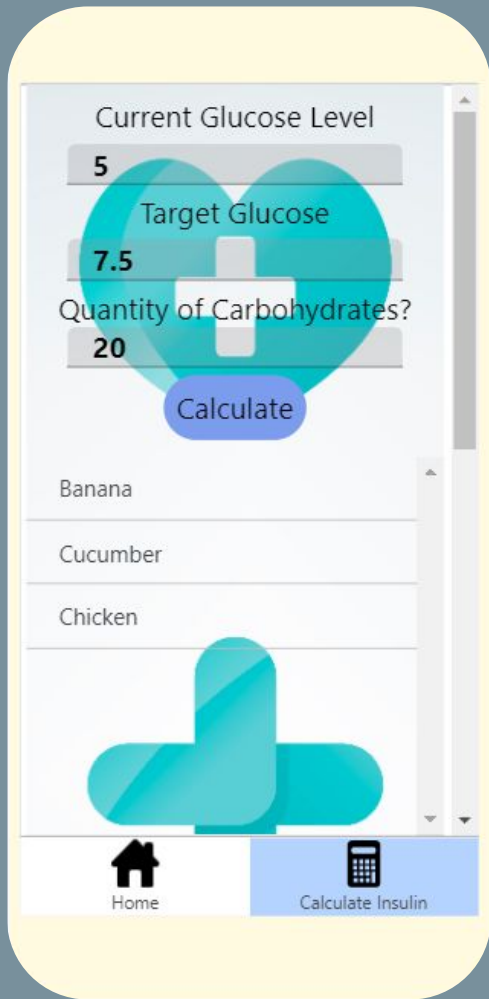 Current Glucose Level
5
Target Glucose
7.5
Quantity of Carbohydrates?
20
Calculate
Banana
Cucumber
Chicken
Home
Calculate Insulin